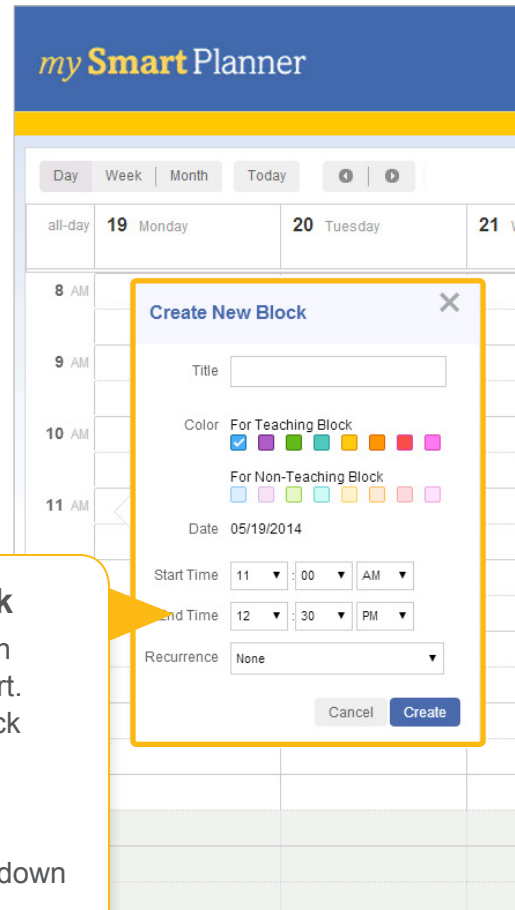 my Smart Planner
Day Week Month Today
all-day 19 Monday 20 Tuesday 21
8 AM
Create New Block
9 AM
Title
10 AM
Color For Teaching Block
For Non-Teaching Block
11 AM
Date 05/19/2014
Start Time 11 : 00 AM
End Time 12 : 30 PM
Recurrence None
Cancel Create
k
n
rt.
ck
down